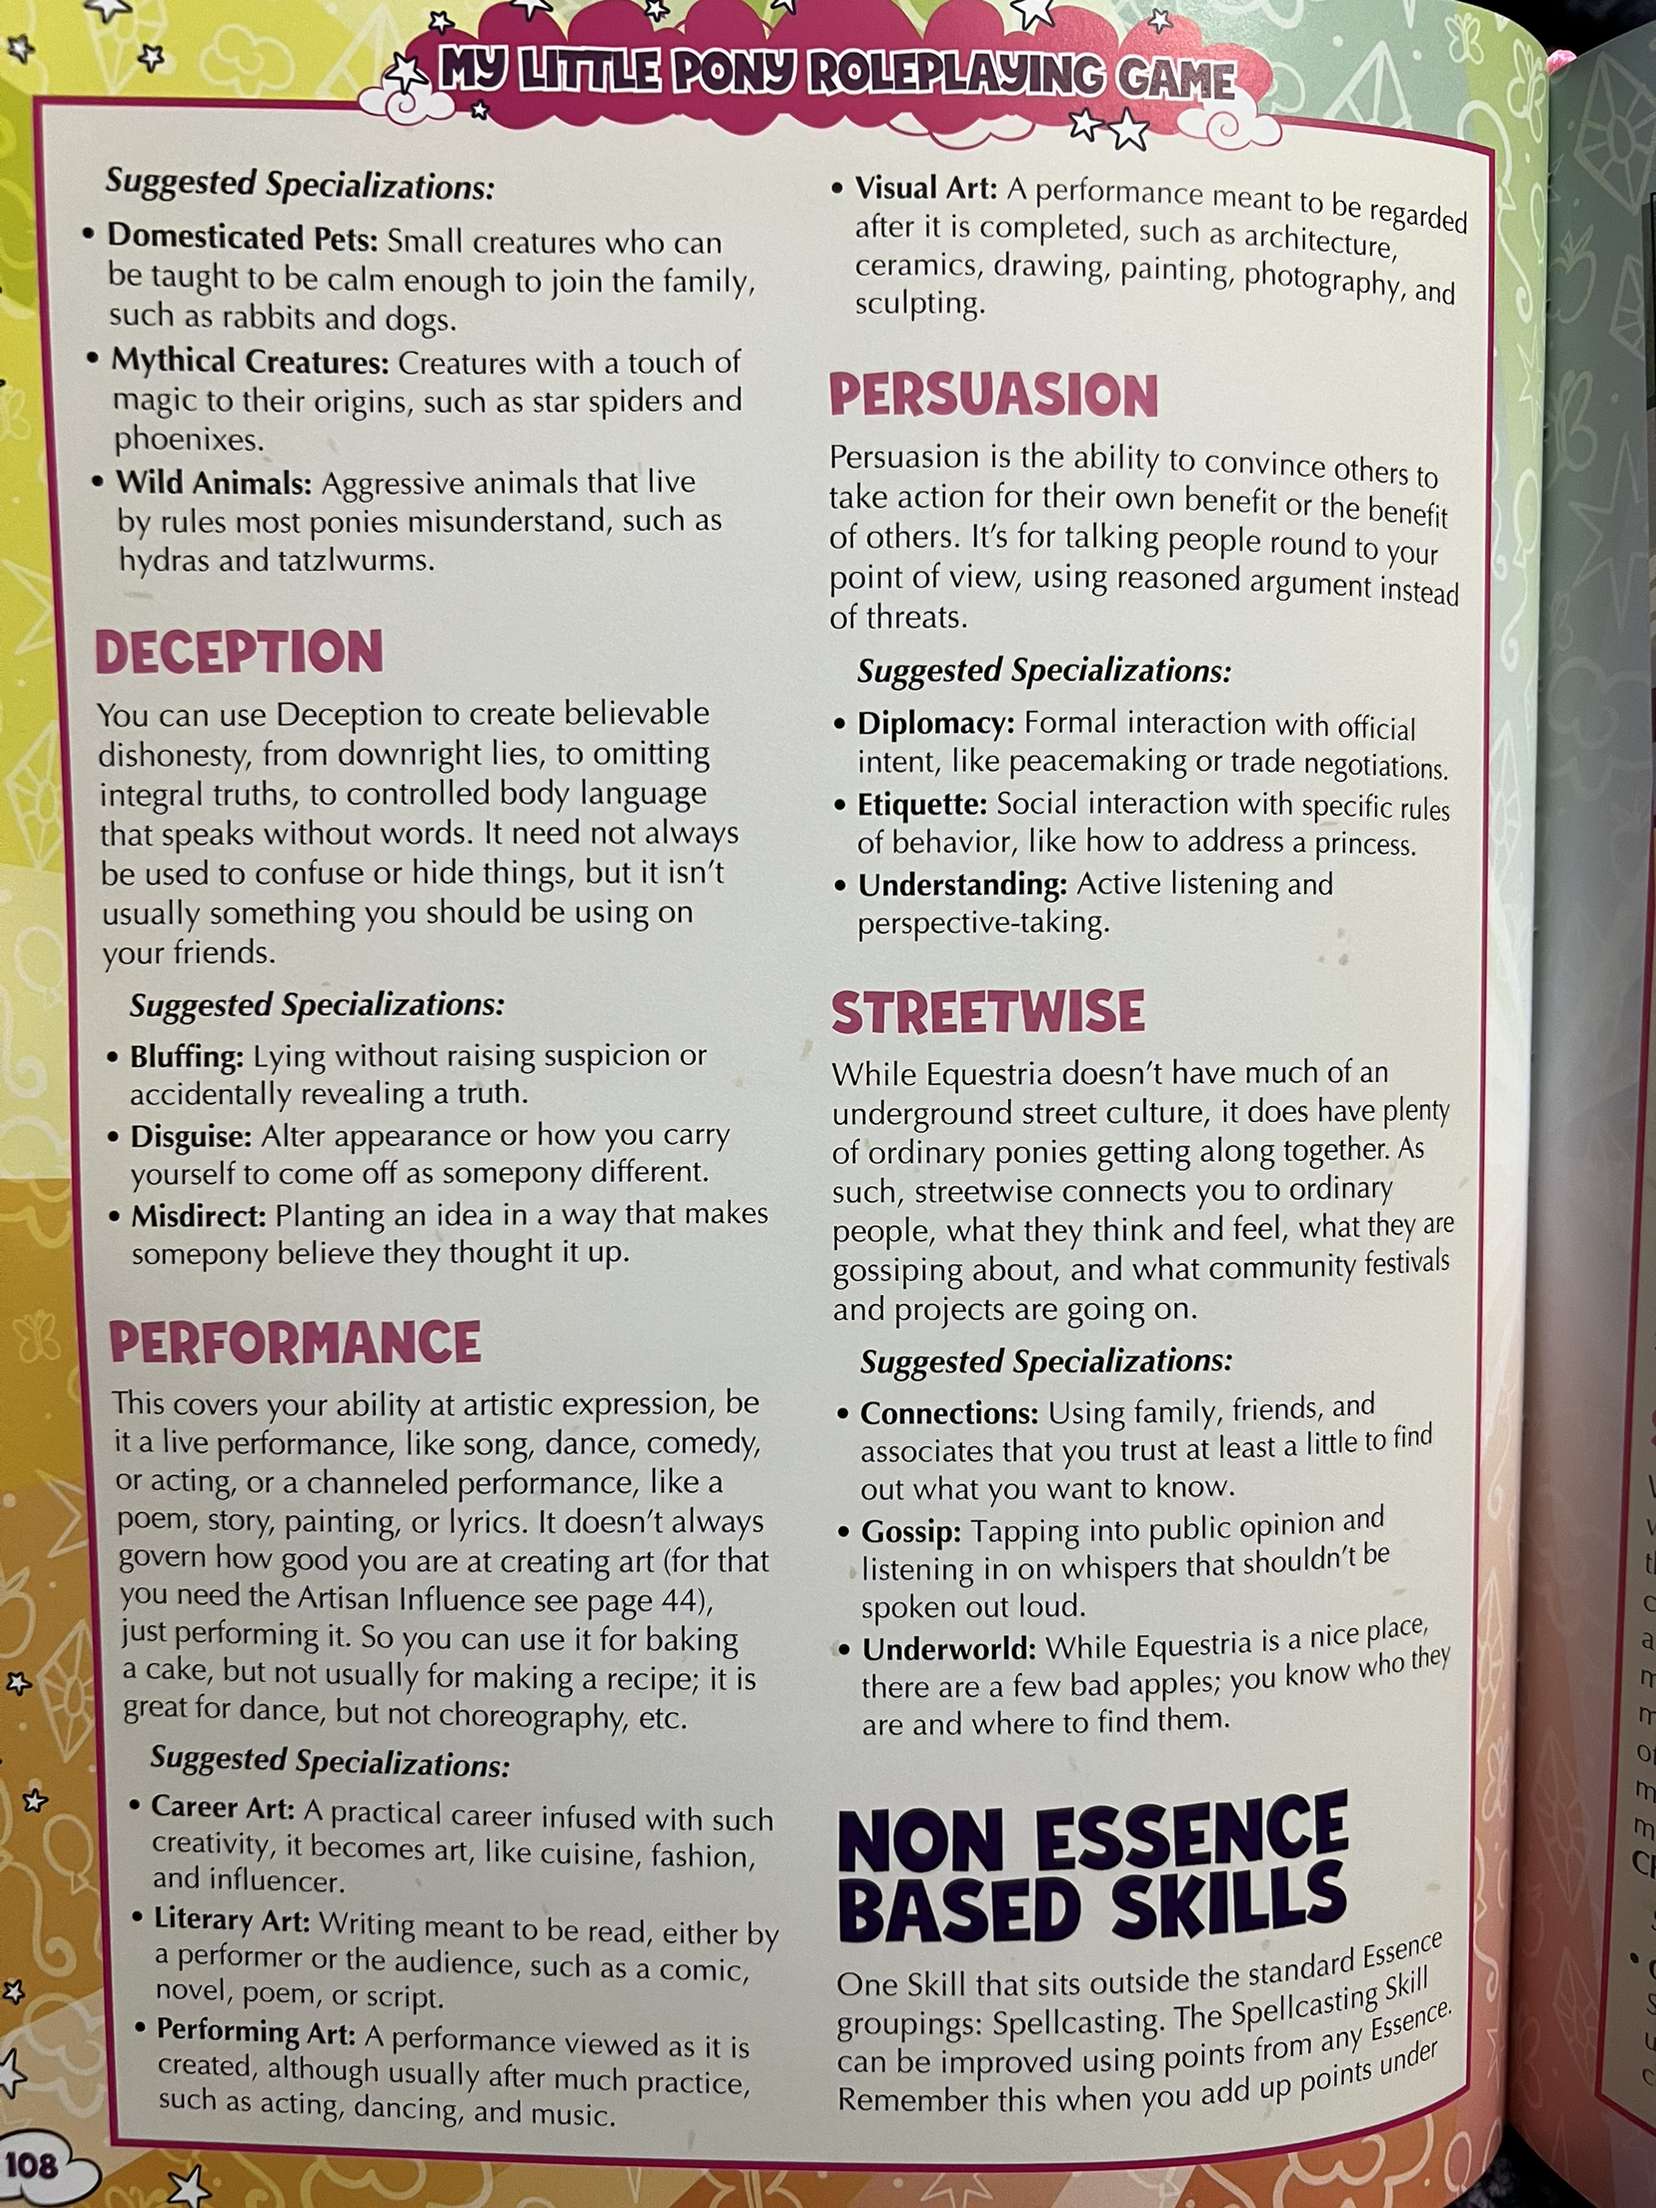 MY LITTLE PONY ROLEPLAYING GAME
Suggested Specializations:
• Domesticated Pets: Small creatures who can
be taught to be calm enough to join the family,
such as rabbits and dogs.
• Mythical Creatures: Creatures with a touch of
magic to their origins, such as star spiders and
phoenixes.
• Wild Animals: Aggressive animals that live
by rules most ponies misunderstand, such as
hydras and tatzlwurms.
DECEPTION
You can use Deception to create believable
dishonesty, from downright lies, to omitting
integral truths, to controlled body language
that speaks without words. It need not always
be used to confuse or hide things, but it isn't
usually something you should be using on
your friends.
Suggested Specializations:
• Bluffing: Lying without raising suspicion or
accidentally revealing a truth.
• Disguise: Alter appearance or how you carry
yourself to come off as somepony different.
• Misdirect: Planting an idea in a way that makes
somepony believe they thought it up.
PERFORMANCE
This covers your ability at artistic expression, be
it a live performance, like song, dance, comedy,
or acting, or a channeled performance, like a
poem, story, painting, or lyrics. It doesn't always
govern how good you are at creating art (for that
you need the Artisan Influence see page 44),
just performing it. So you can use it for baking
a cake, but not usually for making a recipe; it is
great for dance, but not choreography, etc.
Suggested Specializations:
• Career Art: A practical career infused with such
creativity, it becomes art, like cuisine, fashion,
and influencer.
• Literary Art: Writing meant to be read, either by
a performer or the audience, such as a comic,
novel, poem, or script.
• Performing Art: A performance viewed as it is
created, although usually after much practice,
such as acting, dancing, and music.
• Visual Art: A performance meant to be regarded
after it is completed, such as architecture,
ceramics, drawing, painting, photography, and
sculpting.
PERSUASION
Persuasion is the ability to convince others to
take action for their own benefit or the benefit
of others. It's for talking people round to your
point of view, using reasoned argument instead
of threats.
Suggested Specializations:
• Diplomacy: Formal interaction with official
intent, like peacemaking or trade negotiations.
• Etiquette: Social interaction with specific rules
of behavior, like how to address a princess.
• Understanding: Active listening and
perspective-taking.
STREETWISE
While Equestria doesn't have much of an
underground street culture, it does have plenty
of ordinary ponies getting along together. As
such, streetwise connects you to ordinary
people, what they think and feel, what they are
gossiping about, and what community festivals
and projects are going on.
Suggested Specializations:
• Connections: Using family, friends, and
associates that you trust at least a little to find
out what you want to know.
• Gossip: Tapping into public opinion and
listening in on whispers that shouldn't be
spoken out loud.
• Underworld: While Equestria is a nice place,
there are a few bad apples; you know who they
are and where to find them.
NON ESSENCE
BASED SKILLS
One Skill that sits outside the standard Essence
groupings: Spellcasting. The Spellcasting Skill
can be improved using points from any Essence.
Remember this when you add up points under
108